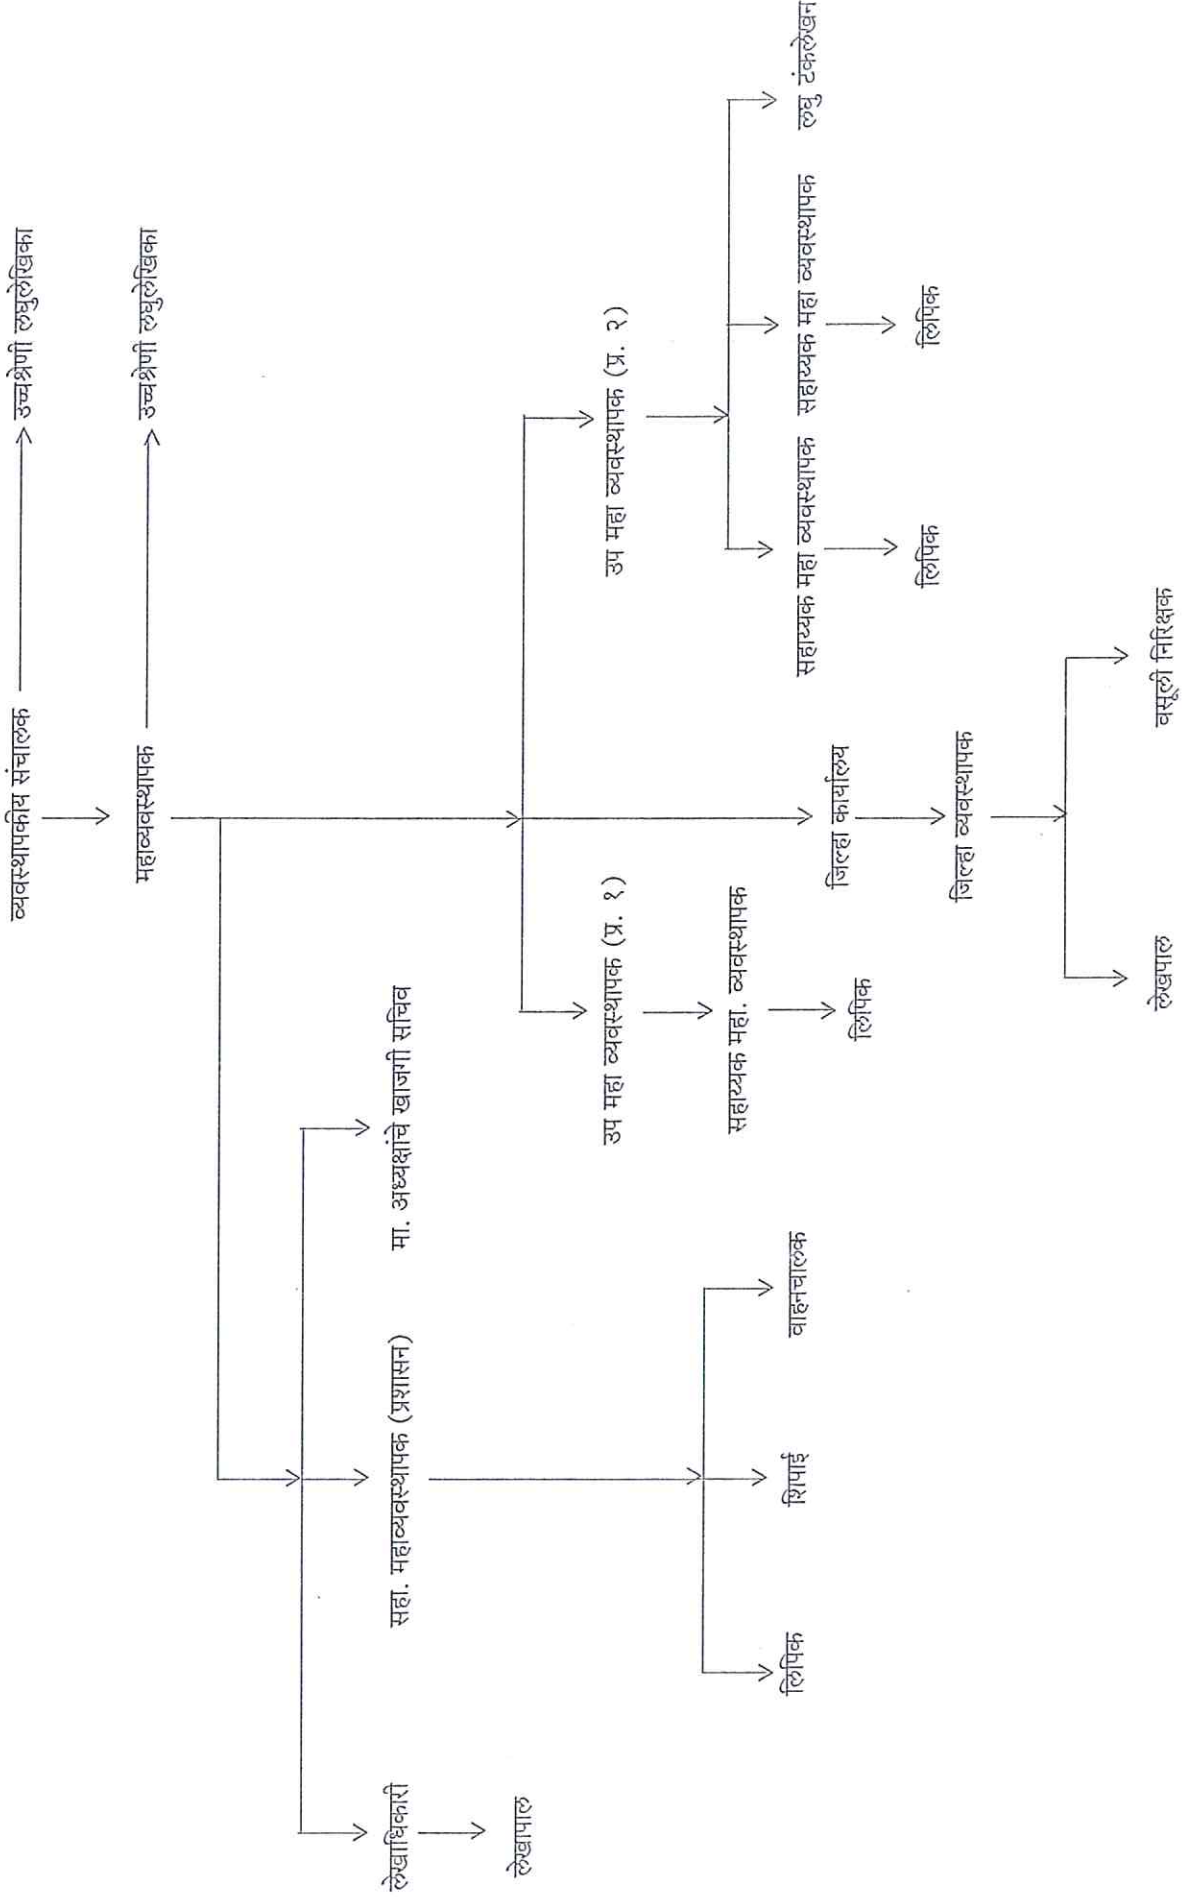 व्यवस्थापकीय संचालक उच्चश्रेणी लघुलेखिका
महाव्यवस्थापक उच्चश्रेणी लघुलेखिका
लेखाधिकारी सहा. महाव्यवस्थापक (प्रशासन) मा. अध्यक्षांचे खाजगी सचिव
लेखापाल
उप महा व्यवस्थापक (प्र. १) उप महा व्यवस्थापक (प्र. २)
सहाय्यक महा. व्यवस्थापक
लिपिक शिपाई वाहनचालक
सहाय्यक महा व्यवस्थापक सहाय्यक महा व्यवस्थापक लघु टंकलेखन
जिल्हा कार्यालय
लिपिक
लिपिक लिपिक
जिल्हा व्यवस्थापक
लेखपाल वसूली निरिक्षक